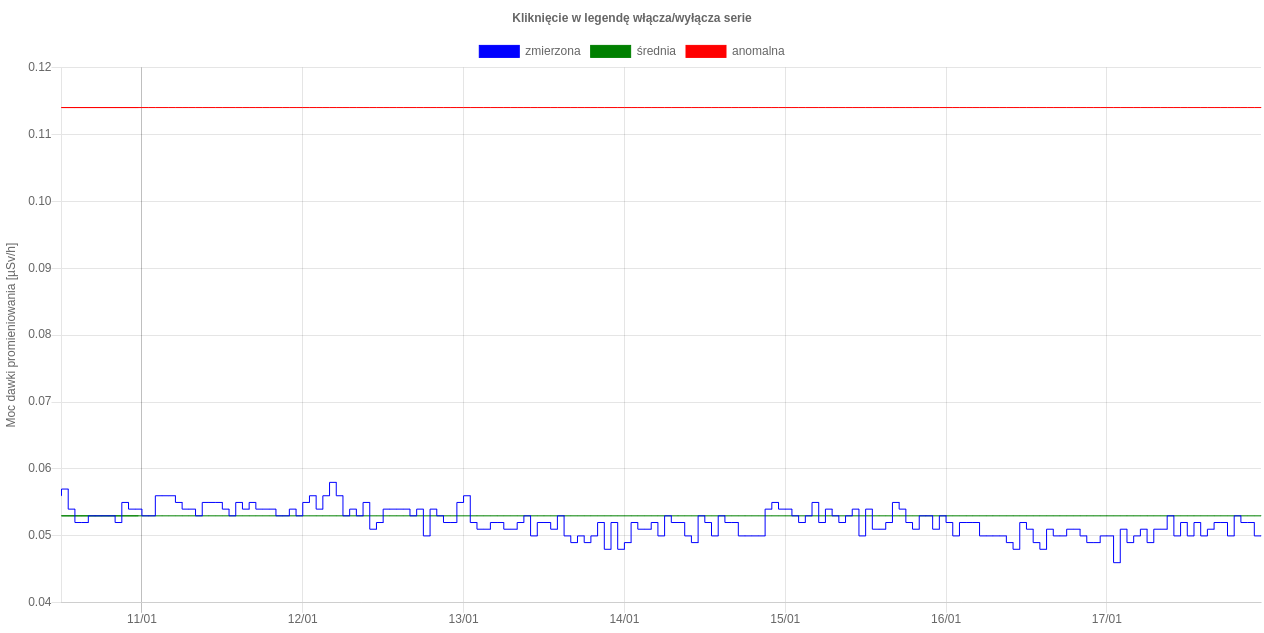 Kliknięcie w legendę włącza/wyłącza serie
zmierzona średnia anomalna
0.12
0.11
0.10
0.09
0.08
0.07
0.06
0.05
0.04
Moc dawki promieniowania [µSv/h]
11/01 12/01 13/01 14/01 15/01 16/01 17/01